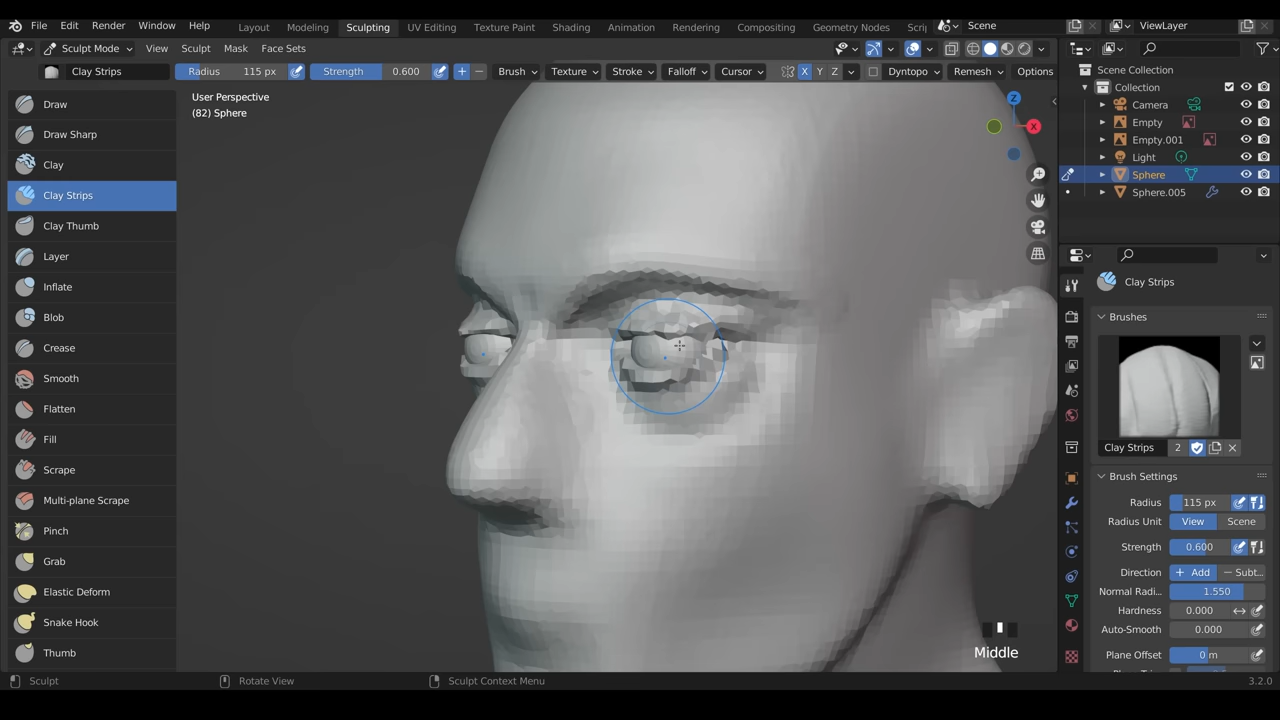 File Edit Render Window Help Layout Modeling Sculpting UV Editing Texture Paint Shading Animation Rendering Compositing Geometry Nodes Scrip Scene ViewLayer
Sculpt Mode View Sculpt Mask Face Sets
Clay Strips Radius 115 px Strength 0.600 Brush Texture Stroke Falloff Cursor X Y Z Dyntopo Remesh Options
User Perspective
(82) Sphere
Draw
Draw Sharp
Clay
Clay Strips
Clay Thumb
Layer
Inflate
Blob
Crease
Smooth
Flatten
Fill
Scrape
Multi-plane Scrape
Pinch
Grab
Elastic Deform
Snake Hook
Thumb
Z
X
Middle
Scene Collection
Collection
Camera
Empty
Empty.001
Light
Sphere
Sphere.005
Clay Strips
Brushes
Clay Strips 2
Brush Settings
Radius 115 px
Radius Unit View Scene
Strength 0.600
Direction + Add − Subt...
Normal Radi... 1.550
Hardness 0.000
Auto-Smooth 0.000
Plane Offset 0 m
Sculpt Rotate View Sculpt Context Menu 3.2.0